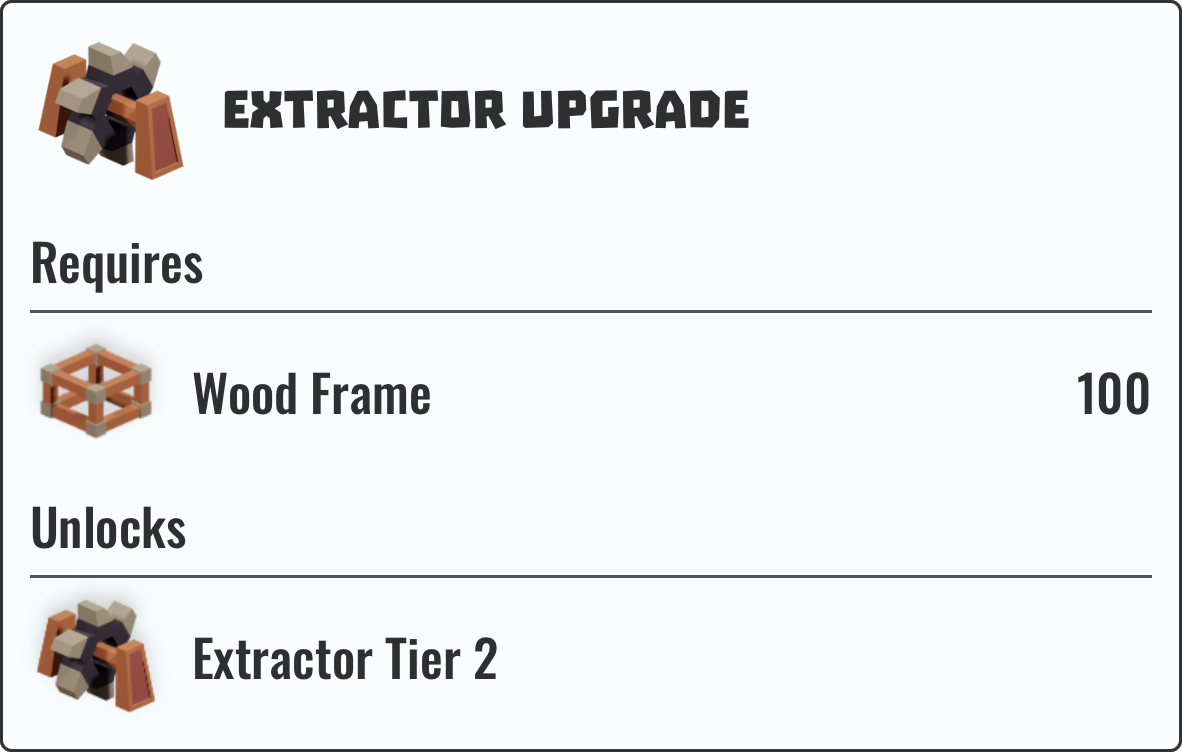 EXTRACTOR UPGRADE
Requires
Wood Frame 100
Unlocks
Extractor Tier 2